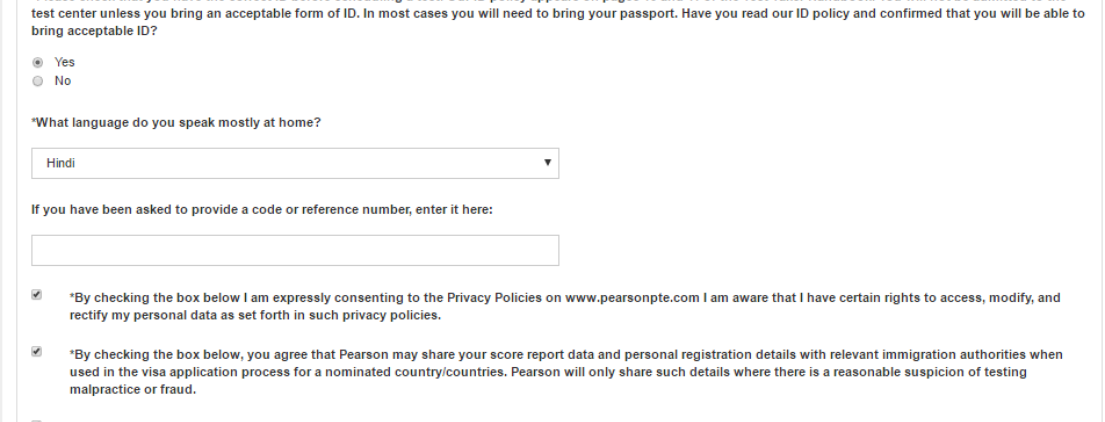 test center unless you bring an acceptable form of ID. In most cases you will need to bring your passport. Have you read our ID policy and confirmed that you will be able to
bring acceptable ID?
Yes
No
*What language do you speak mostly at home?
Hindi
If you have been asked to provide a code or reference number, enter it here:
*By checking the box below I am expressly consenting to the Privacy Policies on www.pearsonpte.com I am aware that I have certain rights to access, modify, and
rectify my personal data as set forth in such privacy policies.
*By checking the box below, you agree that Pearson may share your score report data and personal registration details with relevant immigration authorities when
used in the visa application process for a nominated country/countries. Pearson will only share such details where there is a reasonable suspicion of testing
malpractice or fraud.